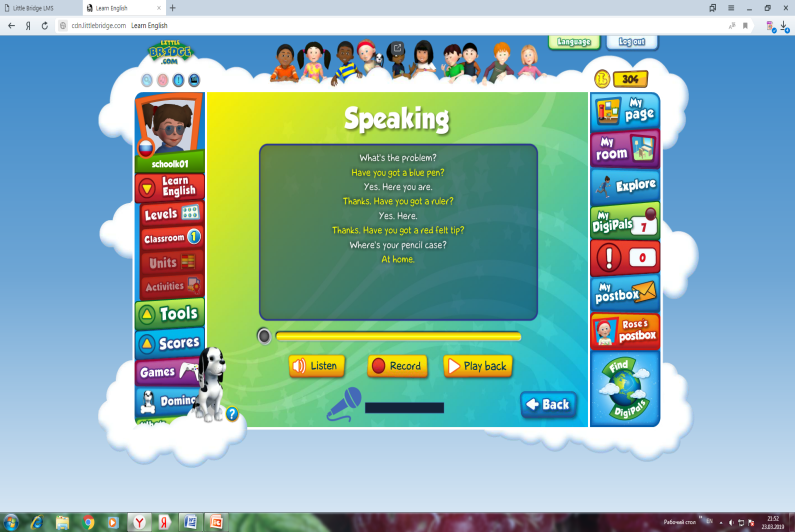 Little Bridge LMS
Learn English
cdn.littlebridge.com Learn English
LITTLE
BRIDGE
.COM
Language
Log out
304
Speaking
What's the problem?
Have you got a blue pen?
Yes. Here you are.
Thanks. Have you got a ruler?
Yes. Here.
Thanks. Have you got a red felt tip?
Where's your pencil case?
At home.
Listen
Record
Play back
Back
schoolk01
Learn
English
Levels
Classroom 1
Units
Activities
Tools
Scores
Games
Domino
?
My
page
My
room
Explore
My
DigiPals 7
! 0
My
postbox
Rose's
postbox
Find
DigiPals
Рабочий стол
EN
21:52
23.03.2019